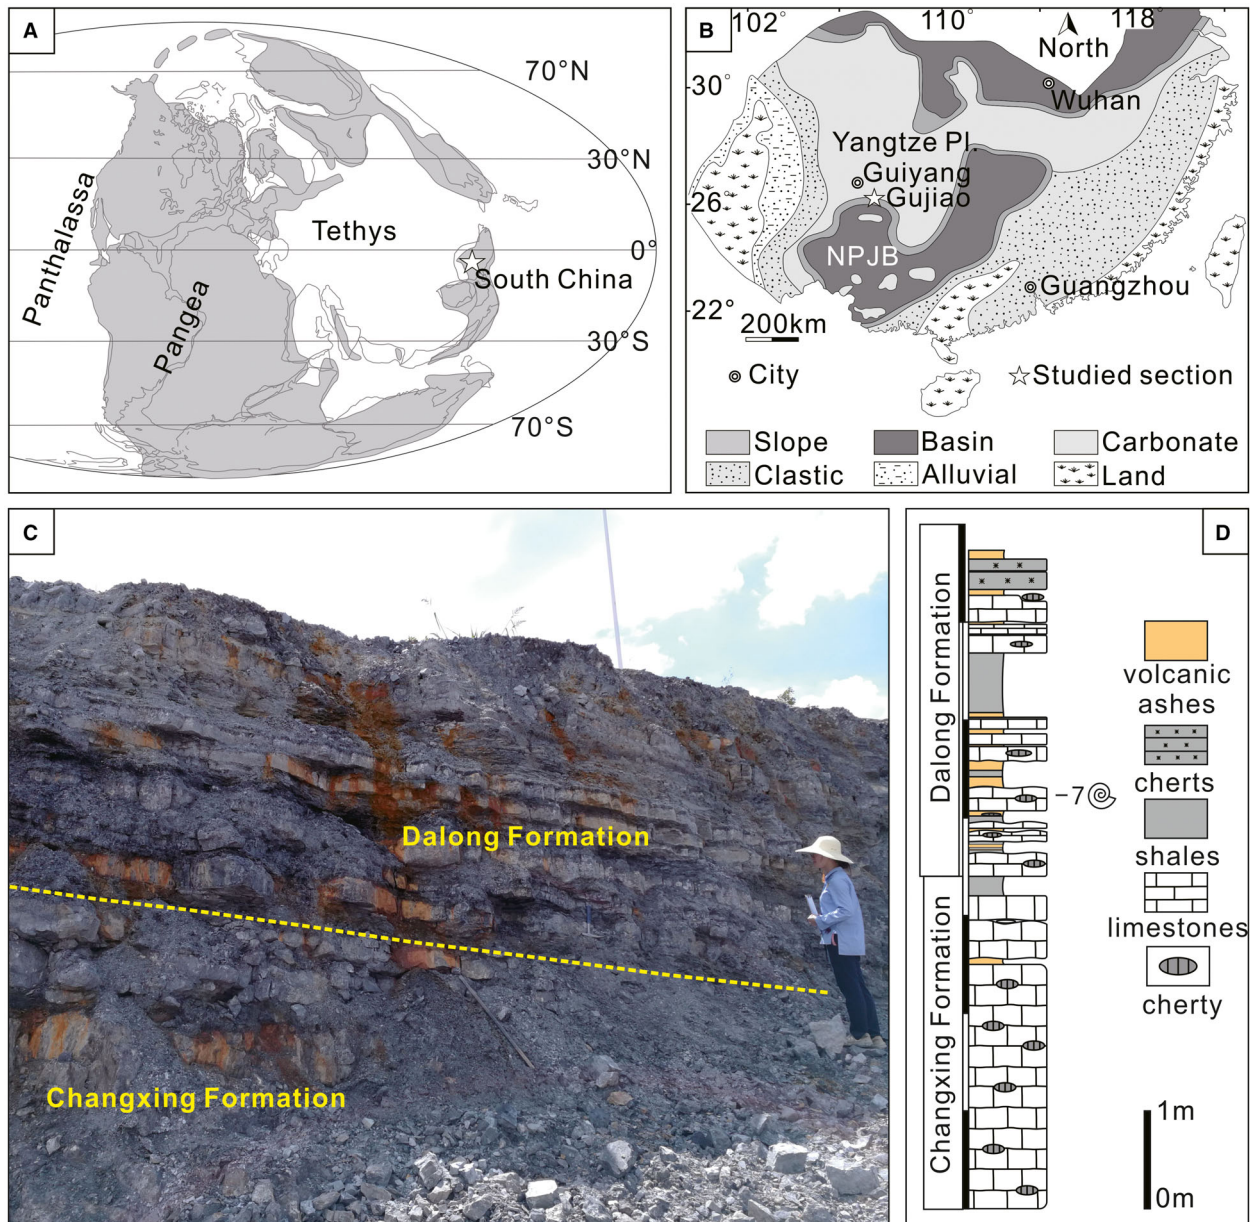 A
70°N
30°N
Tethys
0°
South China
Panthalassa
Pangea
30°S
70°S
B
102°
110°
118°
North
30°
Wuhan
Yangtze Pl.
Guiyang
26°
Gujiao
NPJB
Guangzhou
22°
200km
City
Studied section
Slope
Basin
Carbonate
Clastic
Alluvial
Land
C
Dalong Formation
Changxing Formation
D
Dalong Formation
Changxing Formation
7
volcanic
ashes
cherts
shales
limestones
cherty
1m
0m